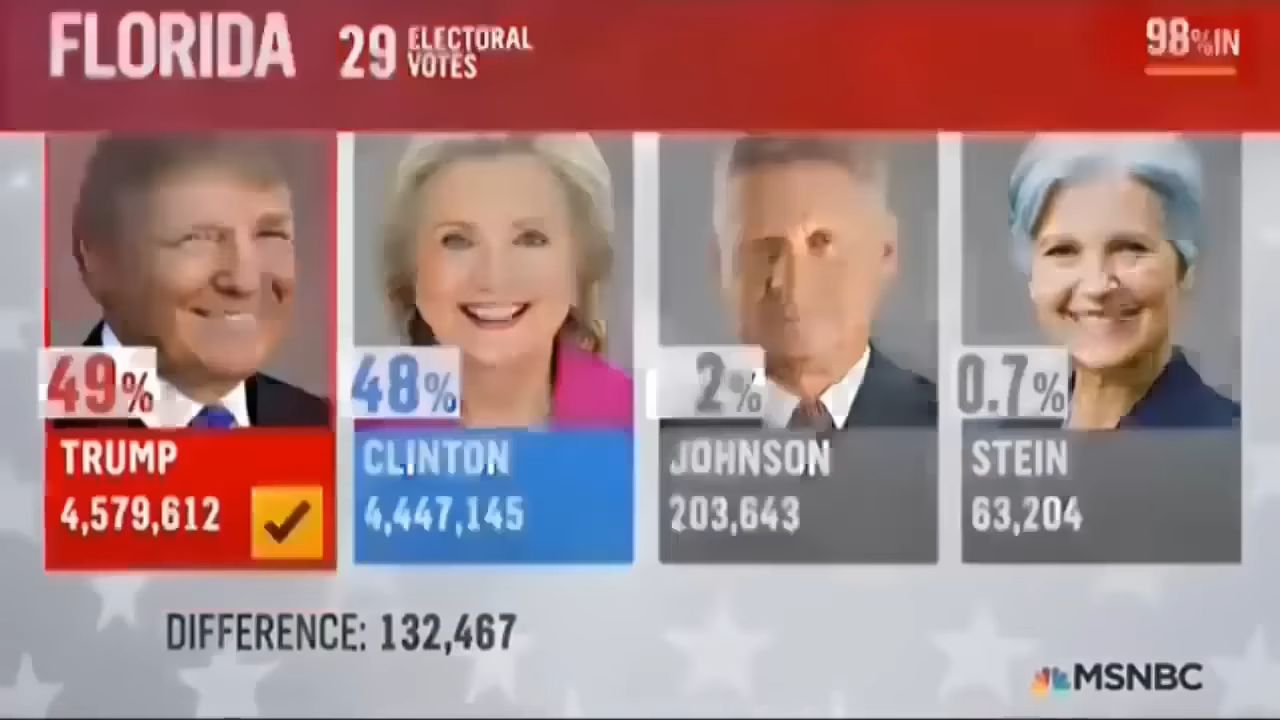 FLORIDA 29 ELECTORAL VOTES 98%IN
49% 48% 2% 0.7%
TRUMP CLINTON JOHNSON STEIN
4,579,612 4,447,145 203,643 63,204
DIFFERENCE: 132,467
MSNBC